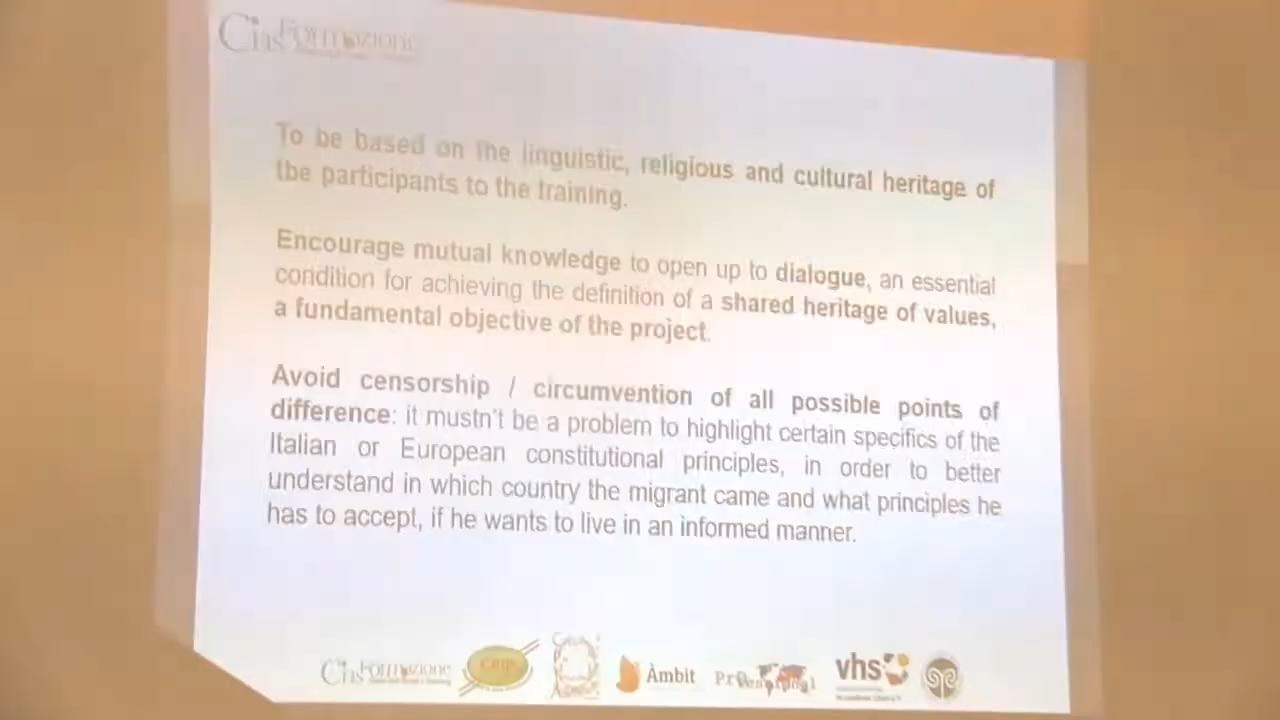 Cns Formazione
To be based on the linguistic, religious and cultural heritage of
the participants to the training.
Encourage mutual knowledge to open up to dialogue, an essential
condition for achieving the definition of a shared heritage of values,
a fundamental objective of the project.
Avoid censorship / circumvention of all possible points of
difference: it mustn't be a problem to highlight certain specifics of the
Italian or European constitutional principles, in order to better
understand in which country the migrant came and what principles he
has to accept, if he wants to live in an informed manner.
Formazione
Àmbit
vhs